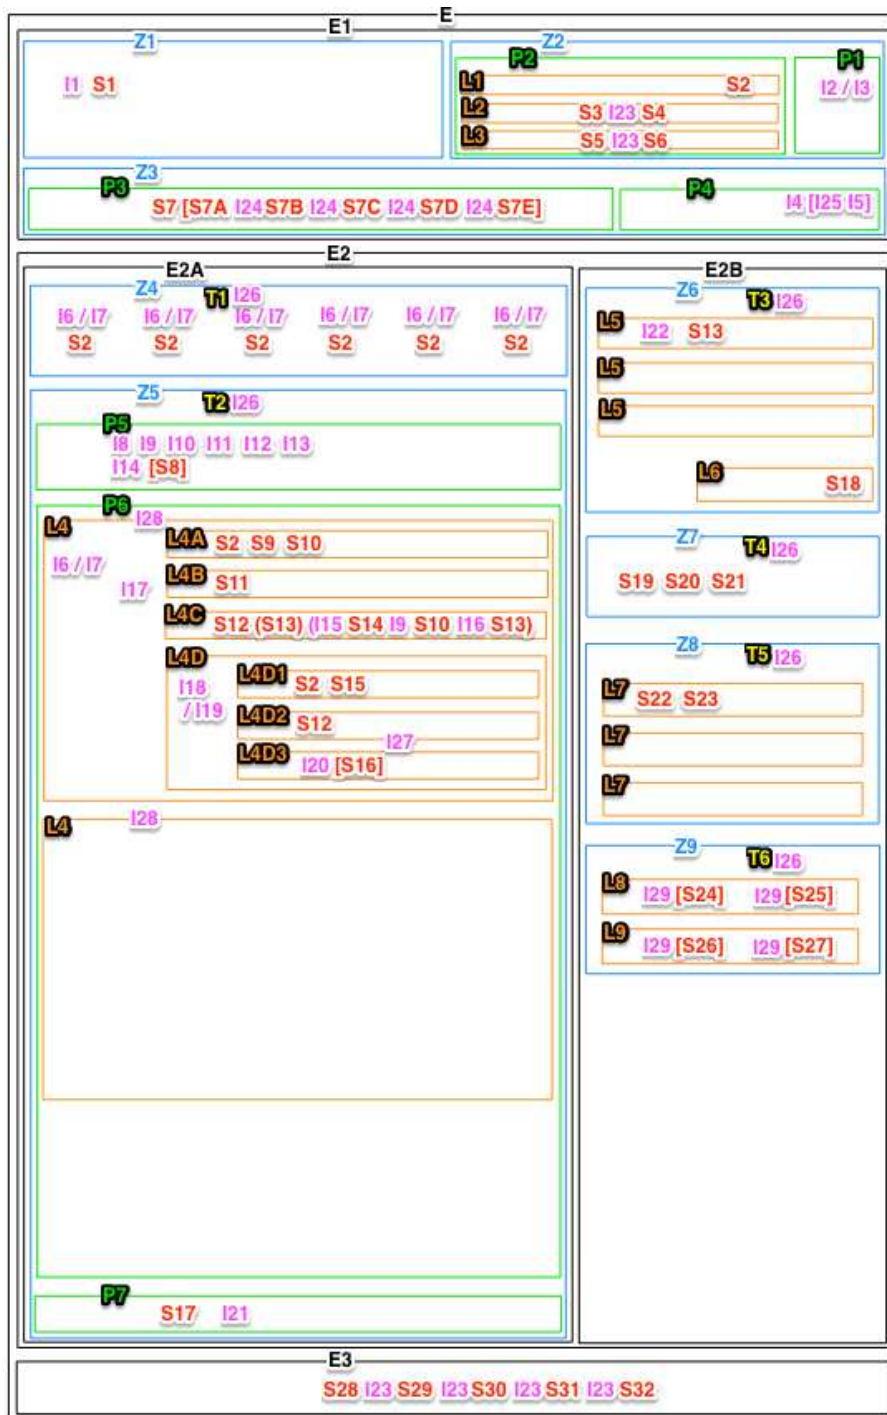 E
E1
Z1
I1 S1
Z2
P2
L1 S2
L2 S3 I23 S4
L3 S5 I23 S6
P1
I2 / I3
Z3
P3
S7 [S7A I24 S7B I24 S7C I24 S7D I24 S7E]
P4
I4 [I25 I5]
E2
E2A
Z4 T1 I26
I6 / I7 I6 / I7 I6 / I7 I6 / I7 I6 / I7 I6 / I7
S2 S2 S2 S2 S2 S2
Z5 T2 I26
P5
I8 I9 I10 I11 I12 I13
I14 [S8]
P6
L4 I28
I6 / I7
I17
L4A S2 S9 S10
L4B S11
L4C S12 (S13) (I15 S14 I9 S10 I16 S13)
L4D
I18
/ I19
L4D1 S2 S15
L4D2 S12
I27
L4D3 I20 [S16]
L4 I28
P7
S17 I21
E2B
Z6 T3 I26
L5 I22 S13
L5
L5
L6 S18
Z7 T4 I26
S19 S20 S21
Z8 T5 I26
L7 S22 S23
L7
L7
Z9 T6 I26
L8 I29 [S24] I29 [S25]
L9 I29 [S26] I29 [S27]
E3
S28 I23 S29 I23 S30 I23 S31 I23 S32